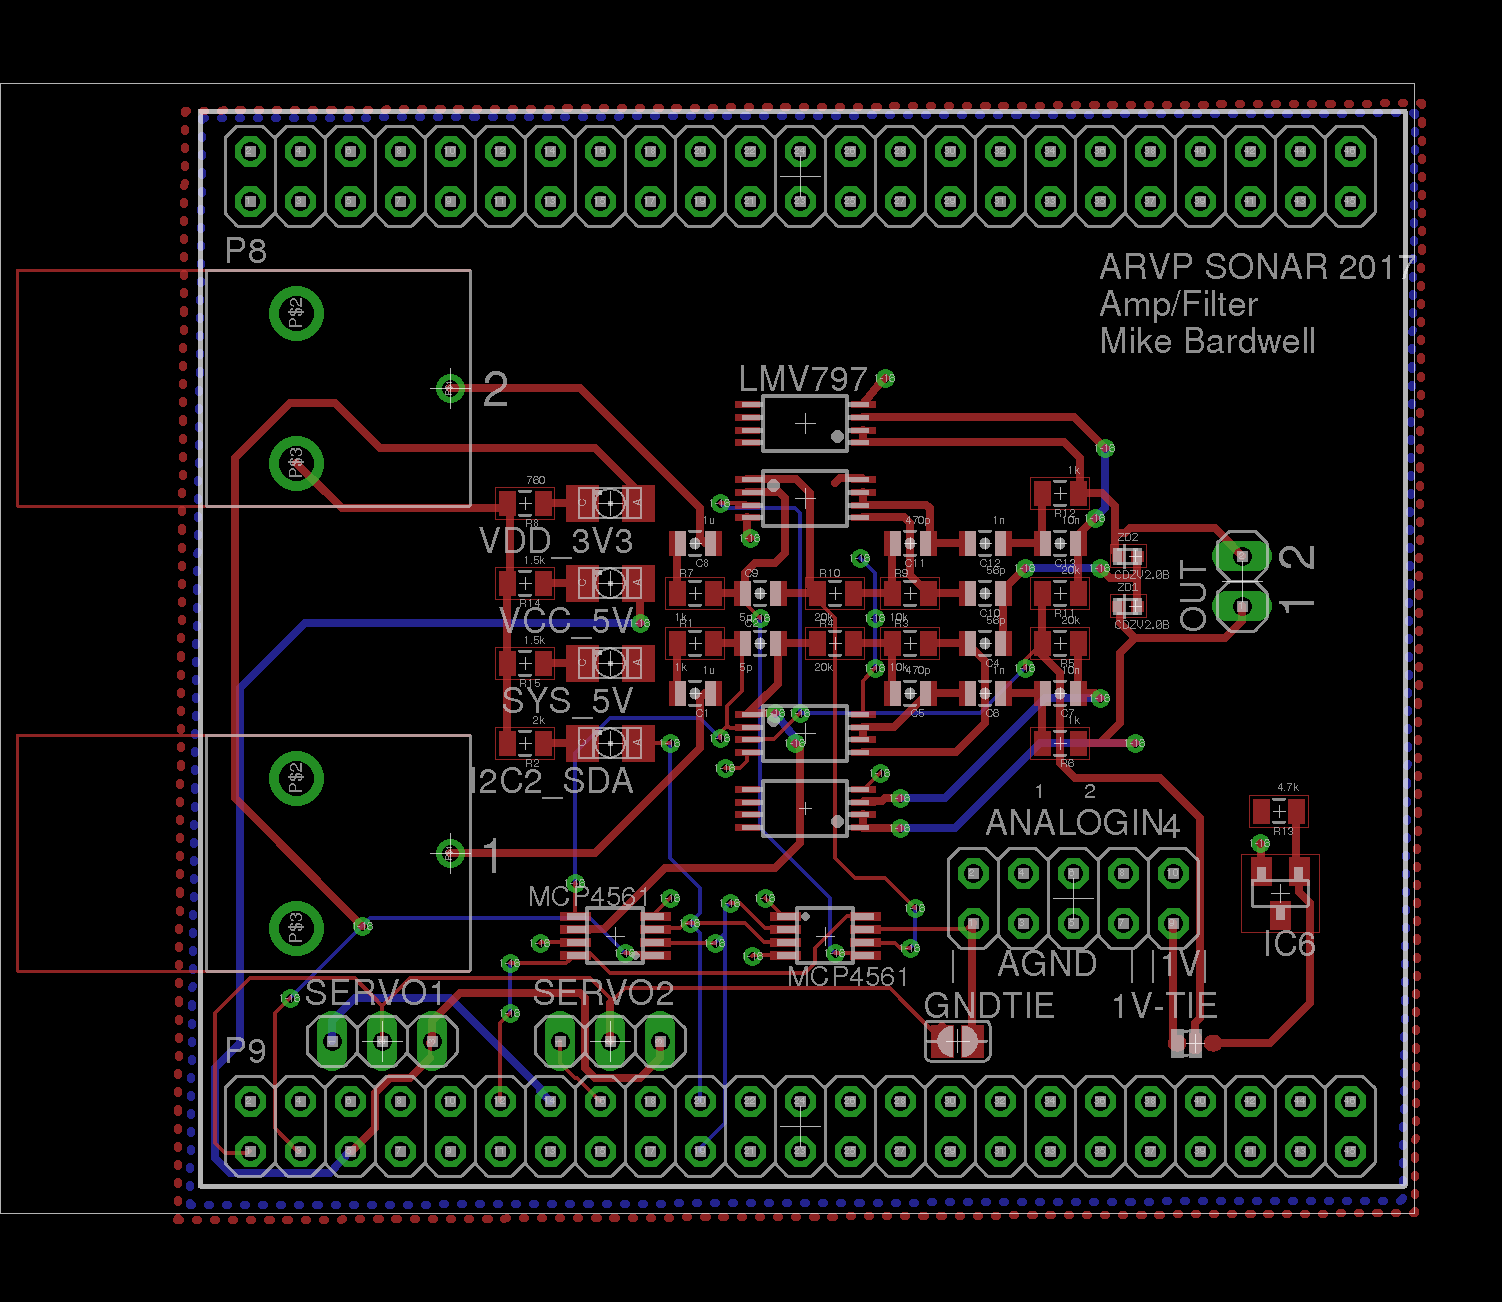 P8
ARVP SONAR 2017
Amp/Filter
Mike Bardwell
P$2
2
LMV797
P$3
760
R8
C
A
VDD_3V3
1.5k
R14
VCC_5V
1.5k
R15
SYS_5V
2k
R2
I2C2_SDA
1k
R12
1u
C8
470p
C11
1n
C12
10n
C13
R7
1k
C9
5p
R10
20k
R9
10k
56p
C10
20k
R11
ZD2
CDZV2.0B
ZD1
CDZV2.0B
OUT
2
1
R1
1k
5p
R4
20k
R3
10k
56p
C4
20k
R5
1u
C1
470p
C5
1n
C6
10n
C7
1k
R6
1 2
ANALOGIN4
4.7k
R13
IC6
P$2
1
P$3
MCP4561
MCP4561
AGND
|1V|
GNDTIE
1V-TIE
SERVO1
SERVO2
P9
1-16